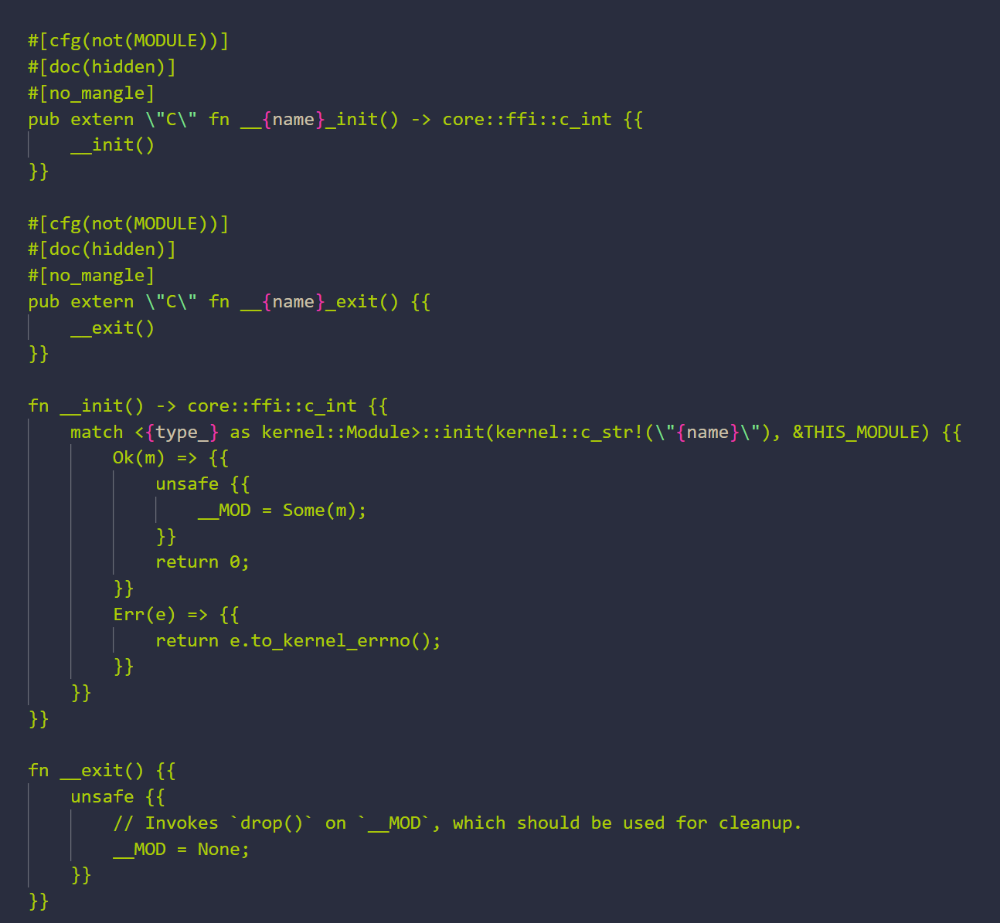 #[cfg(not(MODULE))]
#[doc(hidden)]
#[no_mangle]
pub extern \"C\" fn __{name}_init() -> core::ffi::c_int {{
    __init()
}}

#[cfg(not(MODULE))]
#[doc(hidden)]
#[no_mangle]
pub extern \"C\" fn __{name}_exit() {{
    __exit()
}}

fn __init() -> core::ffi::c_int {{
    match <{type_} as kernel::Module>::init(kernel::c_str!(\"{name}\"), &THIS_MODULE) {{
        Ok(m) => {{
            unsafe {{
                __MOD = Some(m);
            }}
            return 0;
        }}
        Err(e) => {{
            return e.to_kernel_errno();
        }}
    }}
}}

fn __exit() {{
    unsafe {{
        // Invokes `drop()` on `__MOD`, which should be used for cleanup.
        __MOD = None;
    }}
}}